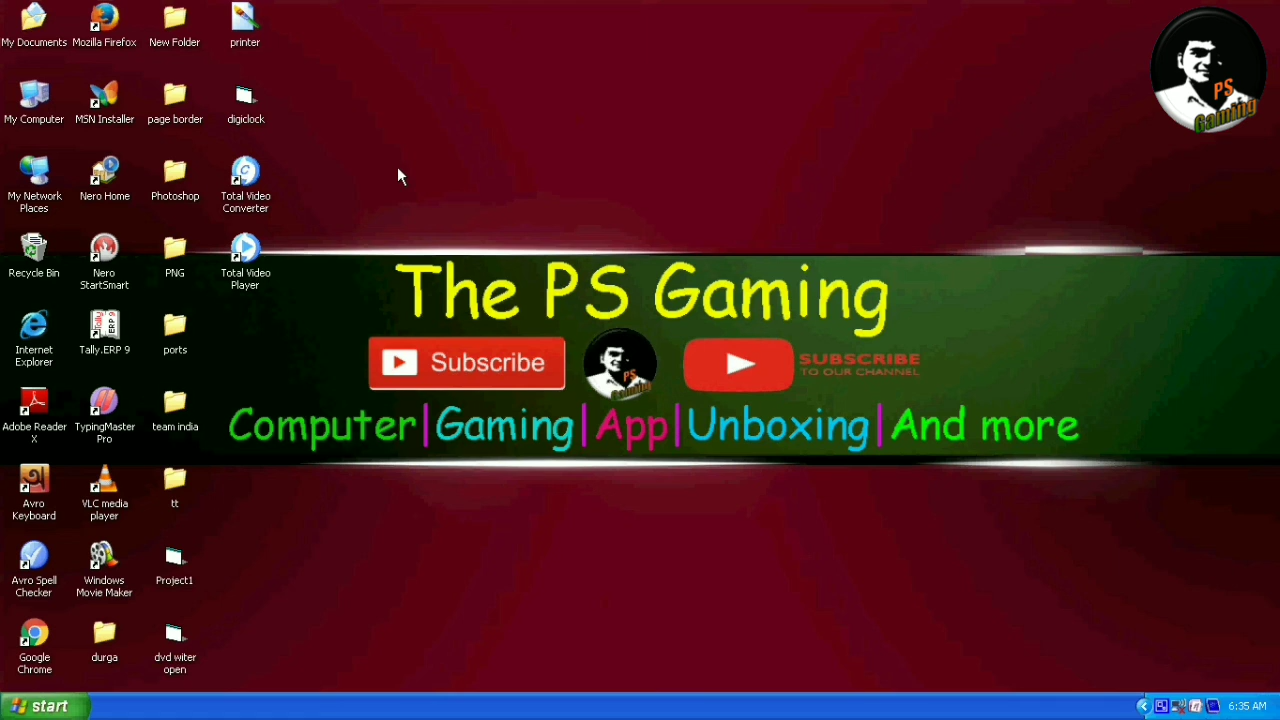 My Documents
Mozilla Firefox
New Folder
printer
My Computer
MSN Installer
page border
digiclock
My Network
Places
Nero Home
Photoshop
Total Video
Converter
Recycle Bin
Nero
StartSmart
PNG
Total Video
Player
Internet
Explorer
Tally.ERP 9
ports
Adobe Reader
X
TypingMaster
Pro
team india
Avro
Keyboard
VLC media
player
tt
Avro Spell
Checker
Windows
Movie Maker
Project1
Google
Chrome
durga
dvd witer
open
PS
Gaming
The PS Gaming
Subscribe
PS
Gaming
SUBSCRIBE
TO OUR CHANNEL
Computer|Gaming|App|Unboxing|And more
start
6:35 AM